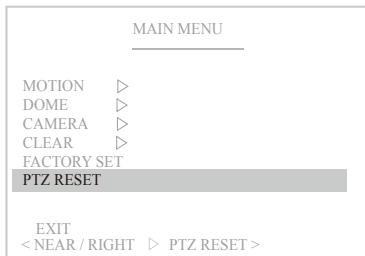 MAIN MENU
MOTION ▷
DOME ▷
CAMERA ▷
CLEAR ▷
FACTORY SET
PTZ RESET
EXIT
< NEAR / RIGHT ▷ PTZ RESET >